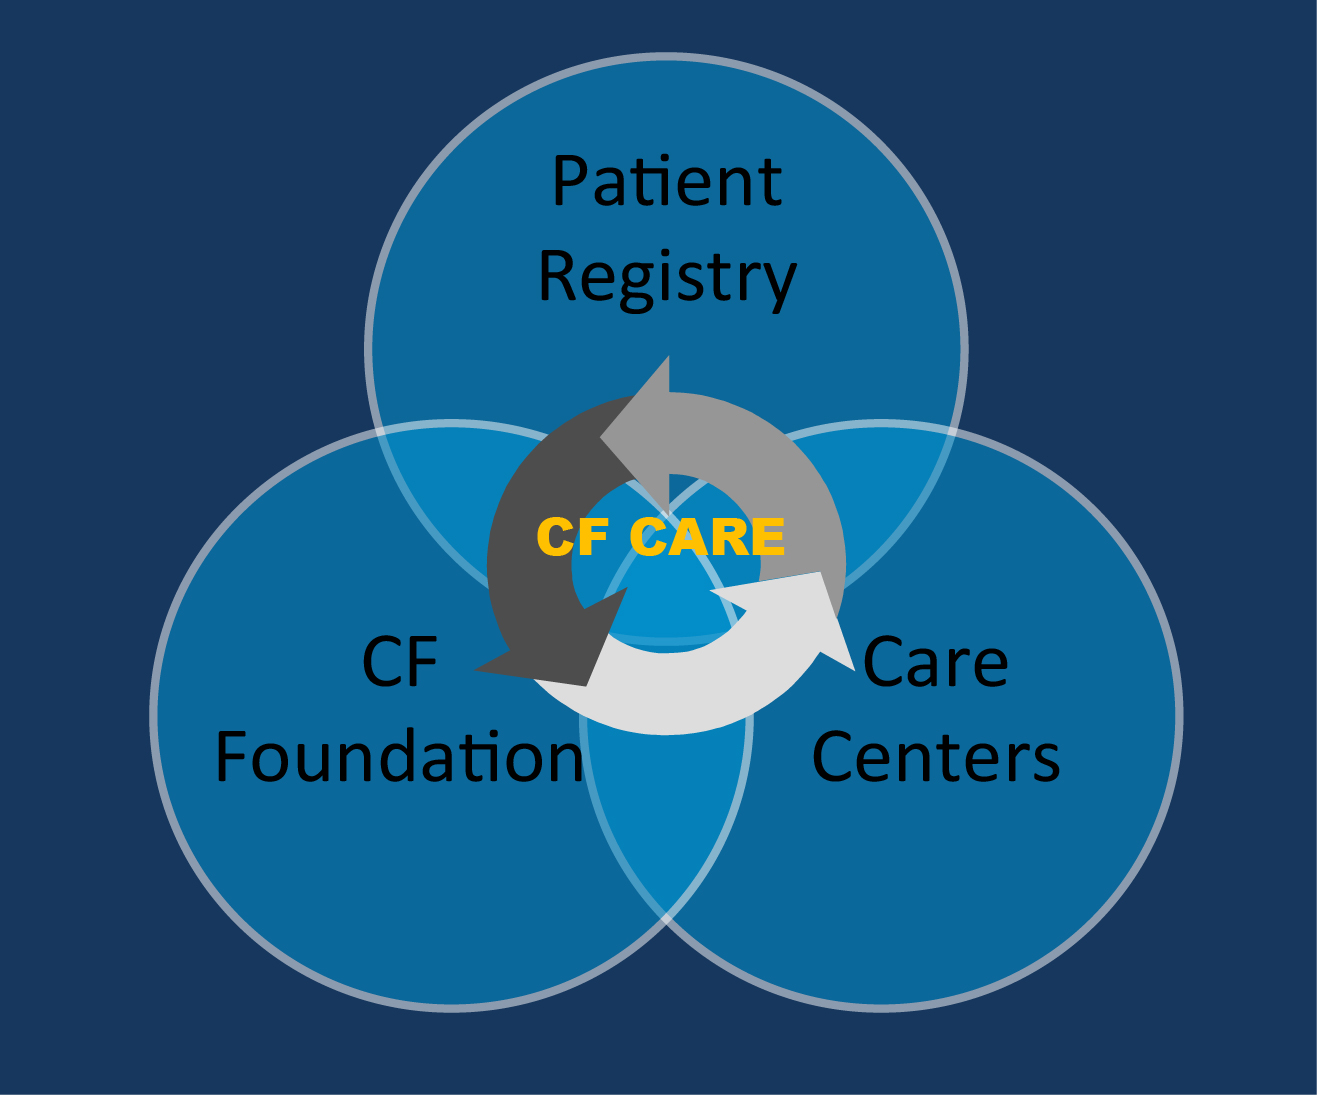 Patient
Registry
CF CARE
CF
Foundation
Care
Centers